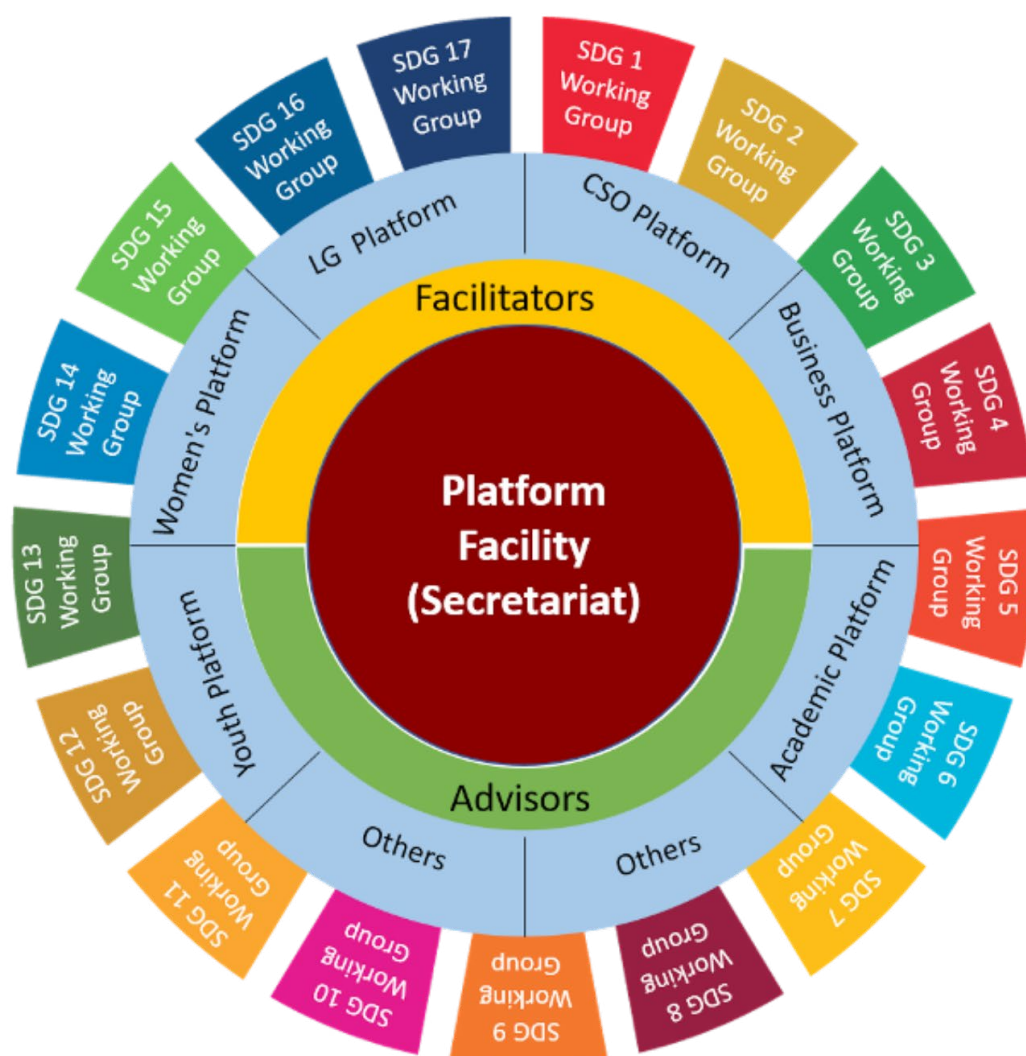 SDG 1
Working
Group
SDG 2
Working
Group
SDG 3
Working
Group
SDG 4
Working
Group
SDG 5
Working
Group
SDG 6
Working
Group
SDG 7
Working
Group
SDG 8
Working
Group
SDG 9
Working
Group
SDG 10
Working
Group
SDG 11
Working
Group
SDG 12
Working
Group
SDG 13
Working
Group
SDG 14
Working
Group
SDG 15
Working
Group
SDG 16
Working
Group
SDG 17
Working
Group
CSO Platform
Business Platform
Academic Platform
Others
Others
Youth Platform
Women's Platform
LG Platform
Facilitators
Platform
Facility
(Secretariat)
Advisors